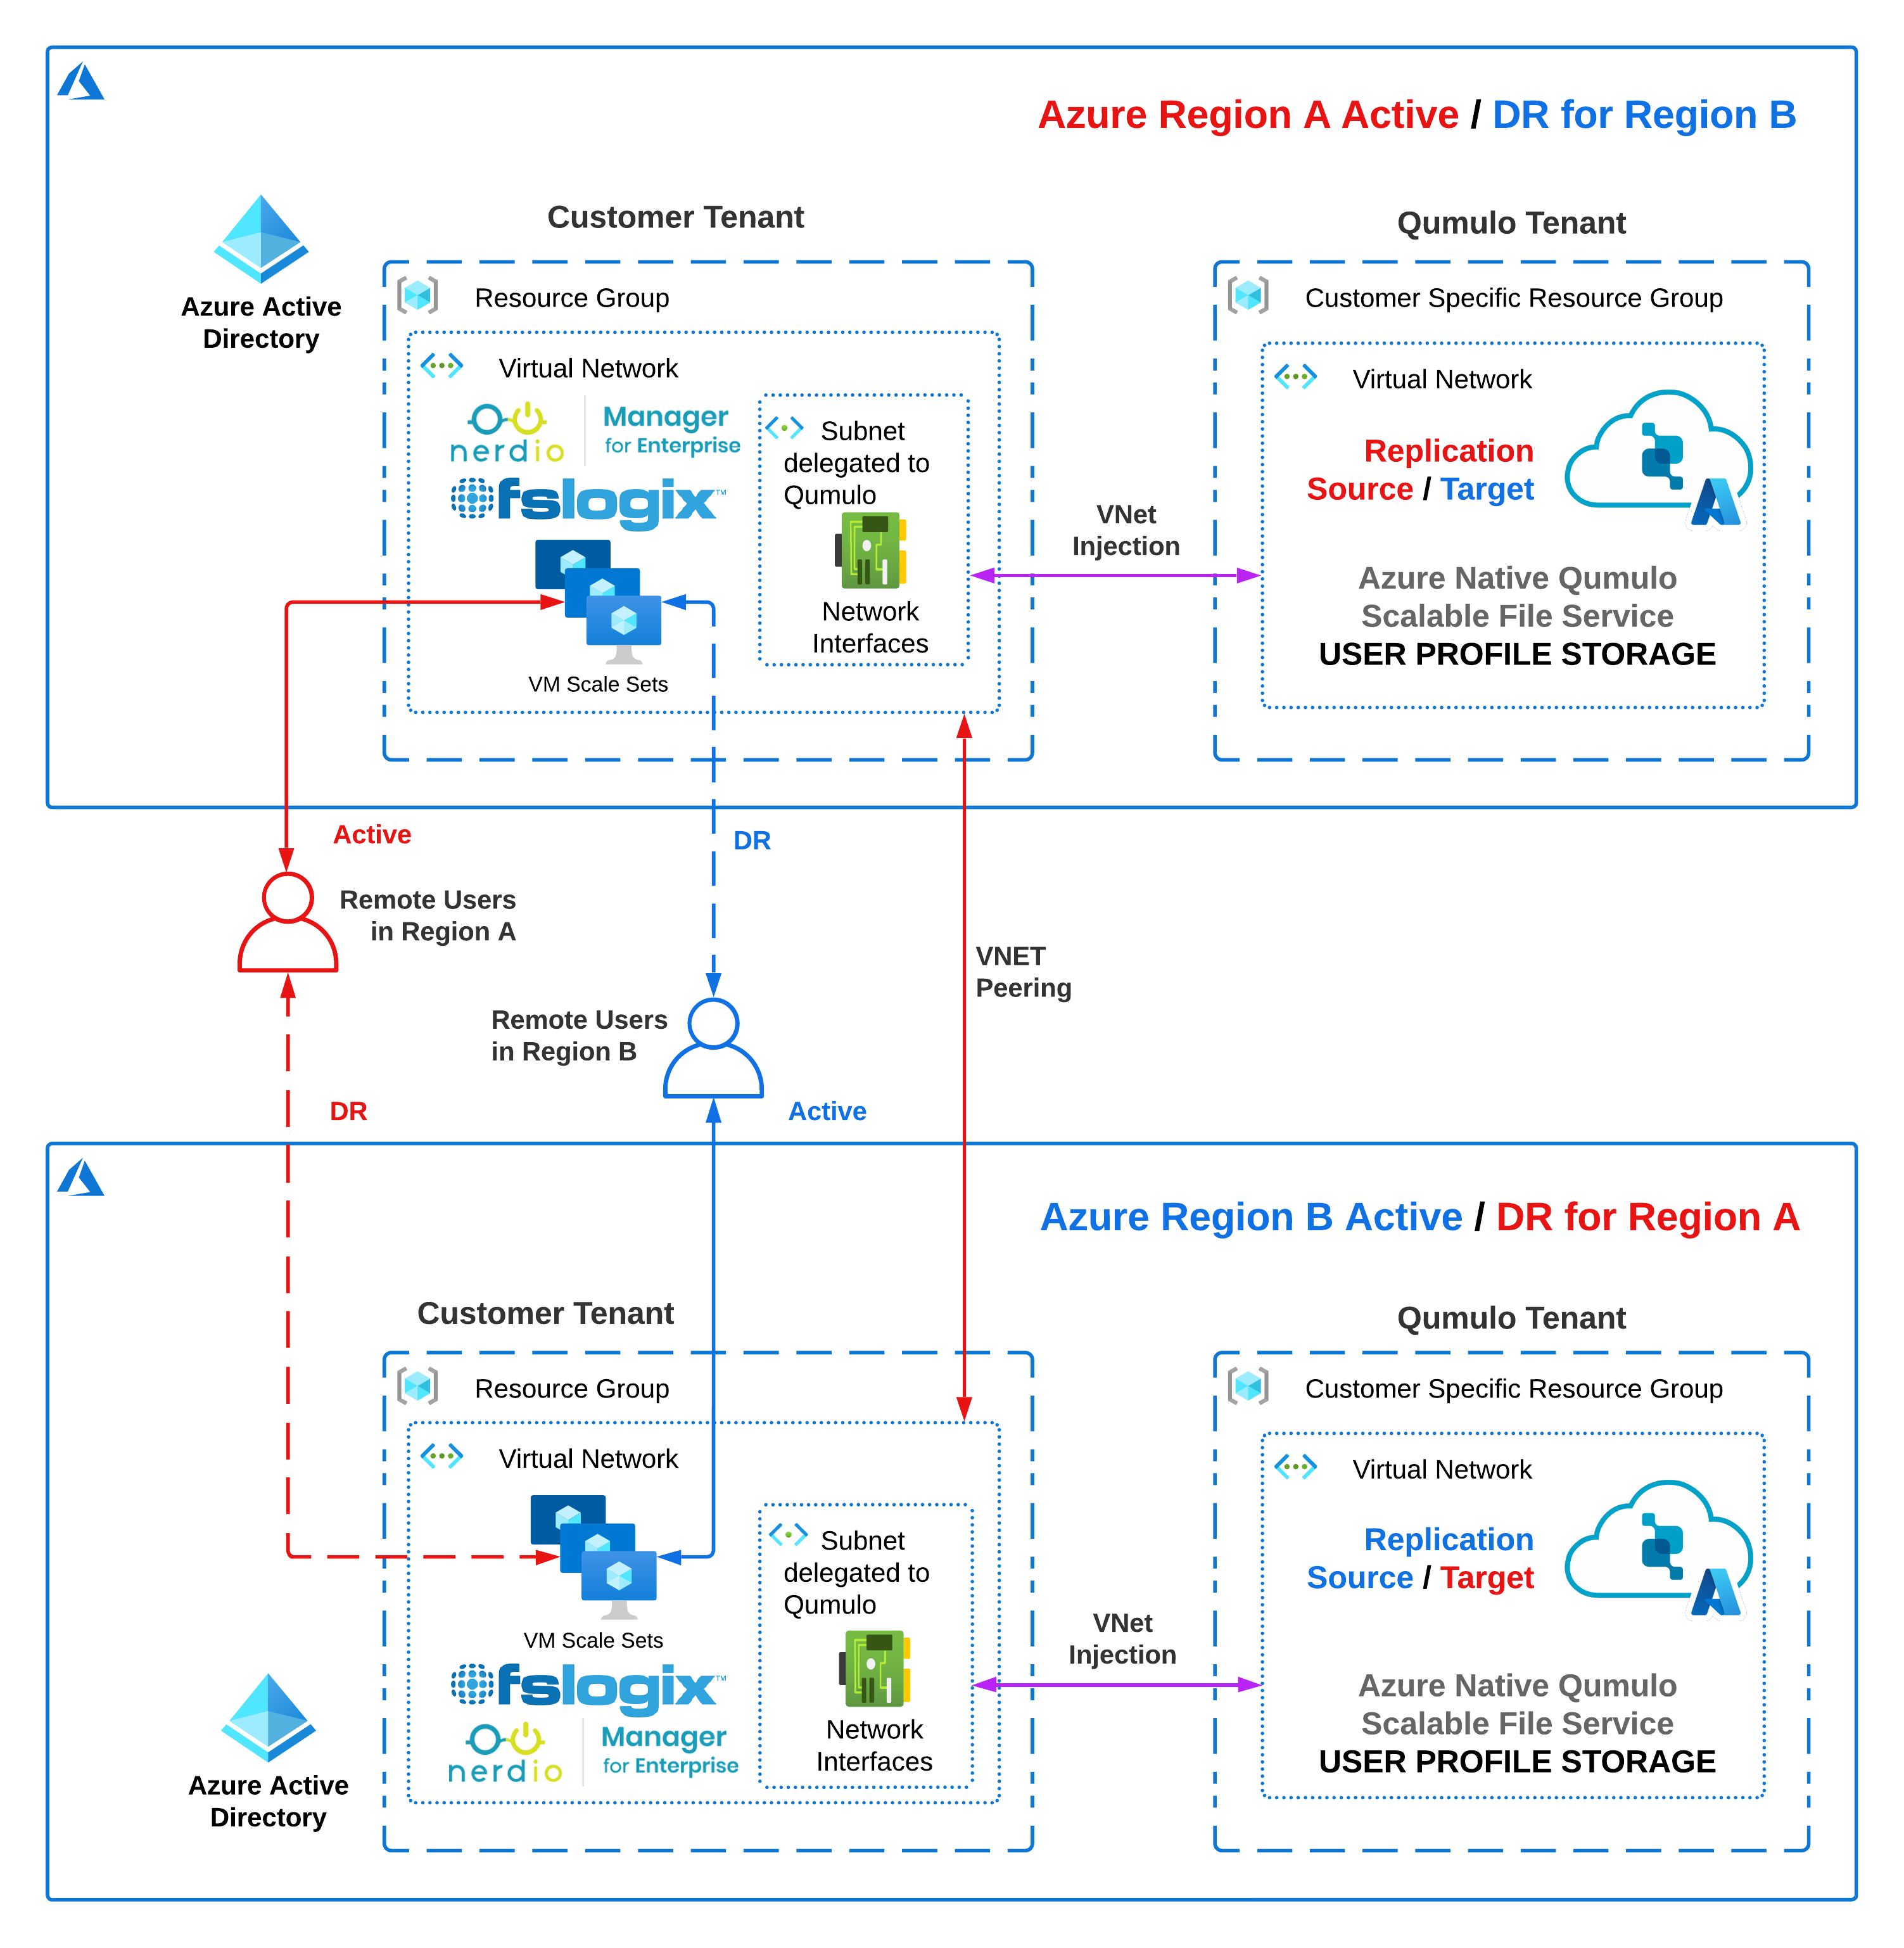 Azure Region A Active / DR for Region B
Azure Active
Directory
Customer Tenant
Resource Group
Virtual Network
nerdio
Manager
for Enterprise
fslogix™
VM Scale Sets
Subnet
delegated to
Qumulo
Network
Interfaces
VNet
Injection
Qumulo Tenant
Customer Specific Resource Group
Virtual Network
Replication
Source / Target
Azure Native Qumulo
Scalable File Service
USER PROFILE STORAGE
Active
Remote Users
in Region A
DR
DR
Remote Users
in Region B
Active
VNET
Peering
Azure Region B Active / DR for Region A
Customer Tenant
Resource Group
Virtual Network
VM Scale Sets
fslogix™
nerdio
Manager
for Enterprise
Azure Active
Directory
Subnet
delegated to
Qumulo
Network
Interfaces
VNet
Injection
Qumulo Tenant
Customer Specific Resource Group
Virtual Network
Replication
Source / Target
Azure Native Qumulo
Scalable File Service
USER PROFILE STORAGE